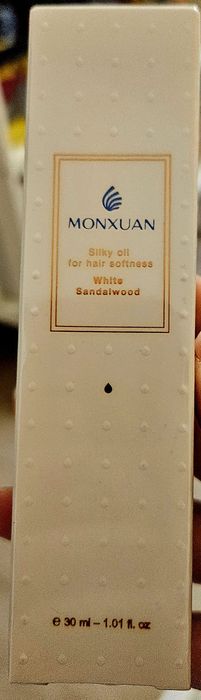 MONXUAN
Silky oil
for hair softness
White
Sandalwood
℮ 30 ml – 1.01 fl. oz